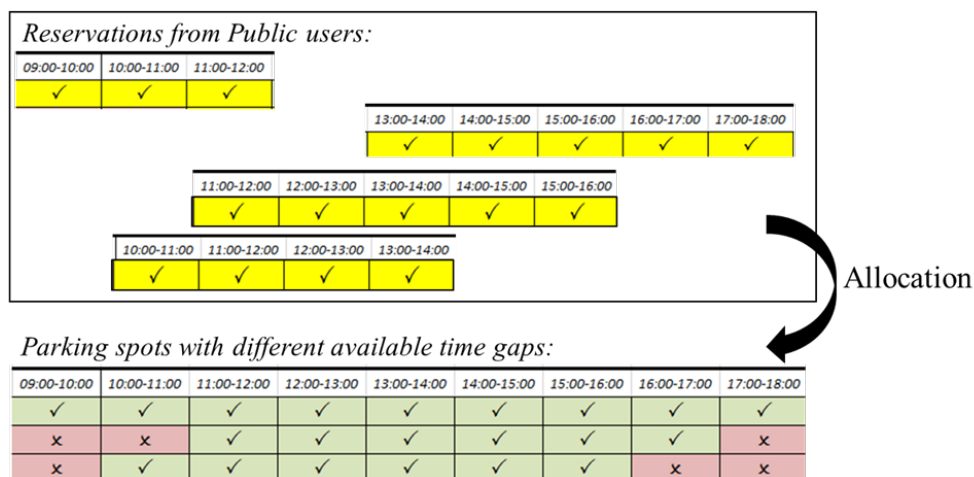 Reservations from Public users:
09:00-10:00 10:00-11:00 11:00-12:00
✓ ✓ ✓
13:00-14:00 14:00-15:00 15:00-16:00 16:00-17:00 17:00-18:00
✓ ✓ ✓ ✓ ✓
11:00-12:00 12:00-13:00 13:00-14:00 14:00-15:00 15:00-16:00
✓ ✓ ✓ ✓ ✓
10:00-11:00 11:00-12:00 12:00-13:00 13:00-14:00
✓ ✓ ✓ ✓
Allocation
Parking spots with different available time gaps:
09:00-10:00 10:00-11:00 11:00-12:00 12:00-13:00 13:00-14:00 14:00-15:00 15:00-16:00 16:00-17:00 17:00-18:00
✓ ✓ ✓ ✓ ✓ ✓ ✓ ✓ ✓
x x ✓ ✓ ✓ ✓ ✓ ✓ x
x ✓ ✓ ✓ ✓ ✓ ✓ x x